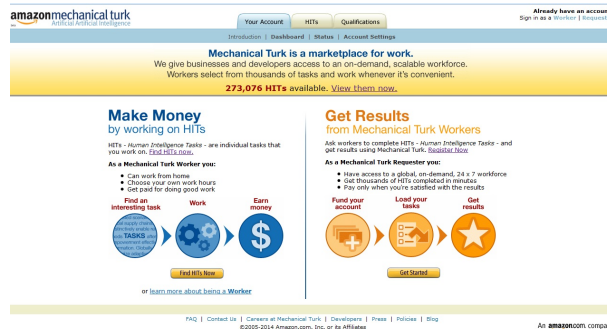 amazonmechanical turk
Artificial Artificial Intelligence
Your Account
HITs
Qualifications
Already have an accoun
Sign in as a Worker | Request
Introduction | Dashboard | Status | Account Settings
Mechanical Turk is a marketplace for work.
We give businesses and developers access to an on-demand, scalable workforce.
Workers select from thousands of tasks and work whenever it's convenient.
273,076 HITs available. View them now.
Make Money
by working on HITs
HITs - Human Intelligence Tasks - are individual tasks that
you work on. Find HITs now.
As a Mechanical Turk Worker you:
• Can work from home
• Choose your own work hours
• Get paid for doing good work
Find an
interesting task
Work
Earn
money
TASKS
$
Find HITs Now
or learn more about being a Worker
Get Results
from Mechanical Turk Workers
Ask workers to complete HITs - Human Intelligence Tasks - and
get results using Mechanical Turk. Register Now
As a Mechanical Turk Requester you:
• Have access to a global, on-demand, 24 x 7 workforce
• Get thousands of HITs completed in minutes
• Pay only when you're satisfied with the results
Fund your
account
Load your
tasks
Get
results
Get Started
FAQ | Contact Us | Careers at Mechanical Turk | Developers | Press | Policies | Blog
©2005-2014 Amazon.com, Inc. or its Affiliates
An amazon.com. compa